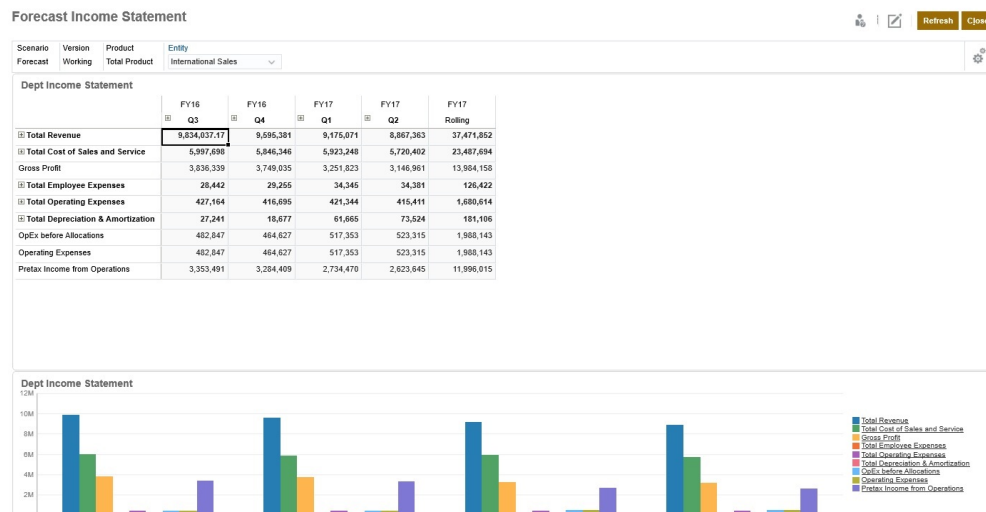 Forecast Income Statement
Refresh Close
Scenario Version Product Entity
Forecast Working Total Product International Sales
Dept Income Statement
FY16 FY16 FY17 FY17 FY17
Q3 Q4 Q1 Q2 Rolling
Total Revenue 9,834,037.17 9,595,381 9,175,071 8,867,363 37,471,852
Total Cost of Sales and Service 5,997,698 5,846,346 5,923,248 5,720,402 23,487,694
Gross Profit 3,836,339 3,749,035 3,251,823 3,146,961 13,984,158
Total Employee Expenses 28,442 29,255 34,345 34,381 126,422
Total Operating Expenses 427,164 416,695 421,344 415,411 1,680,614
Total Depreciation & Amortization 27,241 18,677 61,665 73,524 181,106
OpEx before Allocations 482,847 464,627 517,353 523,315 1,988,143
Operating Expenses 482,847 464,627 517,353 523,315 1,988,143
Pretax Income from Operations 3,353,491 3,284,409 2,734,470 2,623,645 11,996,015
Dept Income Statement
12M
10M
8M
6M
4M
2M
Total Revenue
Total Cost of Sales and Service
Gross Profit
Total Employee Expenses
Total Operating Expenses
Total Depreciation & Amortization
OpEx before Allocations
Operating Expenses
Pretax Income from Operations